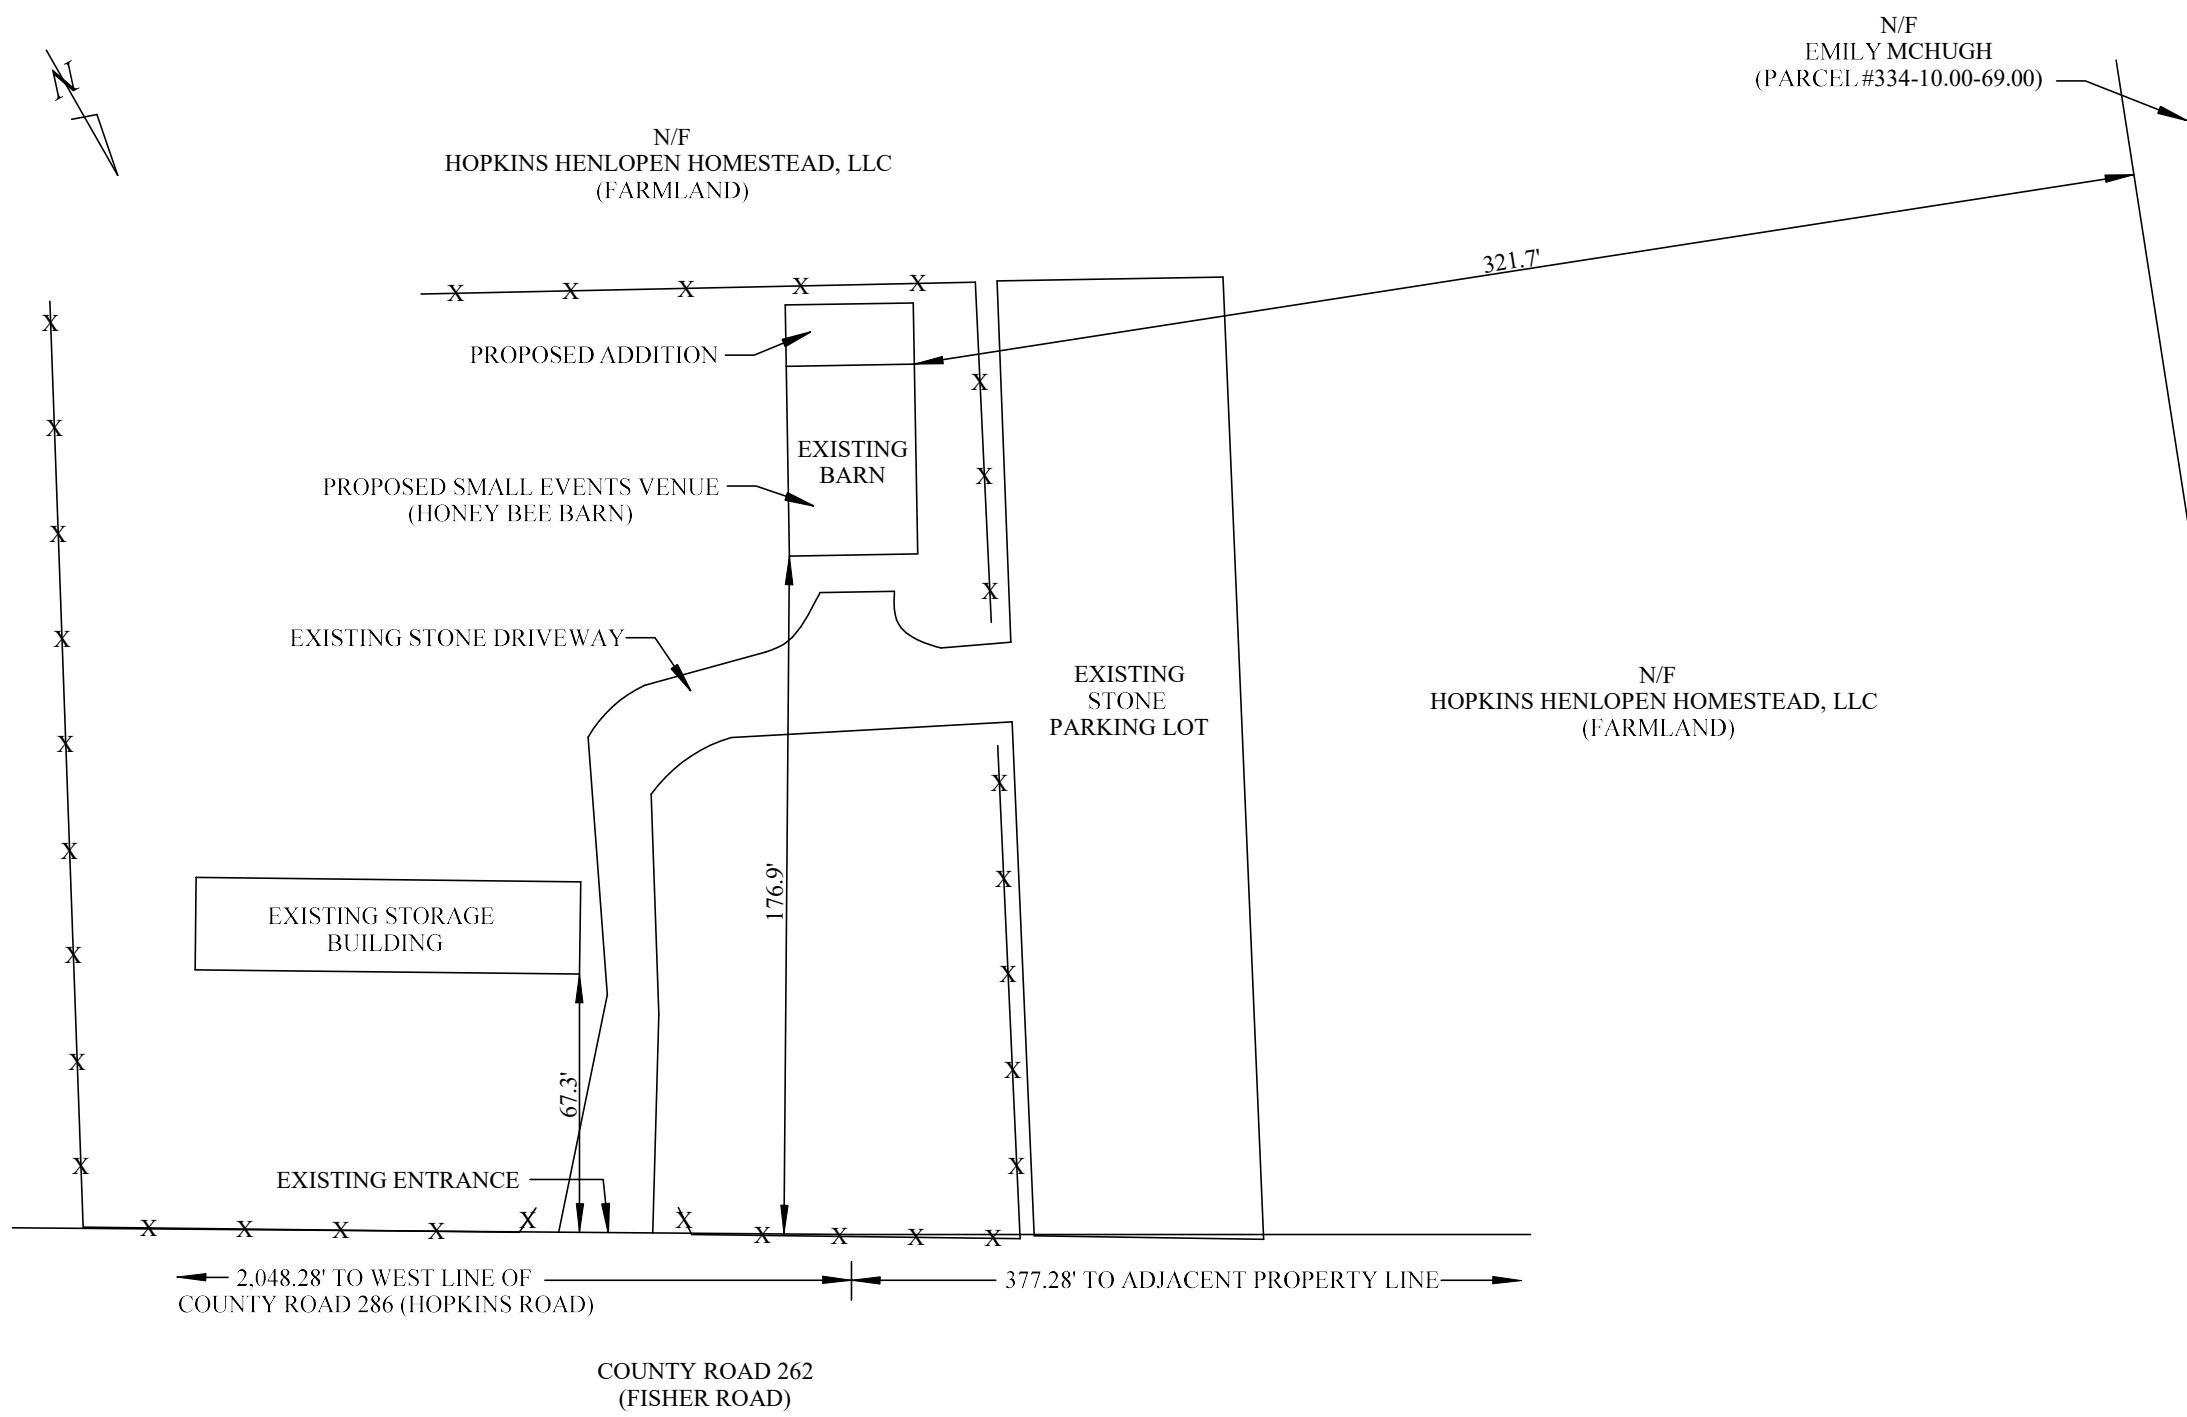 N/F
EMILY MCHUGH
(PARCEL #334-10.00-69.00)
N
N/F
HOPKINS HENLOPEN HOMESTEAD, LLC
(FARMLAND)
321.7'
X X X X X
PROPOSED ADDITION
EXISTING
BARN
PROPOSED SMALL EVENTS VENUE
(HONEY BEE BARN)
X
X
X
X
X
X
X
X
X
X
X
X
EXISTING STONE DRIVEWAY
EXISTING
STONE
PARKING LOT
N/F
HOPKINS HENLOPEN HOMESTEAD, LLC
(FARMLAND)
X
X
X
X
X
176.9'
EXISTING STORAGE
BUILDING
67.3'
EXISTING ENTRANCE
X X X X X X X X X X
2,048.28' TO WEST LINE OF
COUNTY ROAD 286 (HOPKINS ROAD)
377.28' TO ADJACENT PROPERTY LINE
COUNTY ROAD 262
(FISHER ROAD)